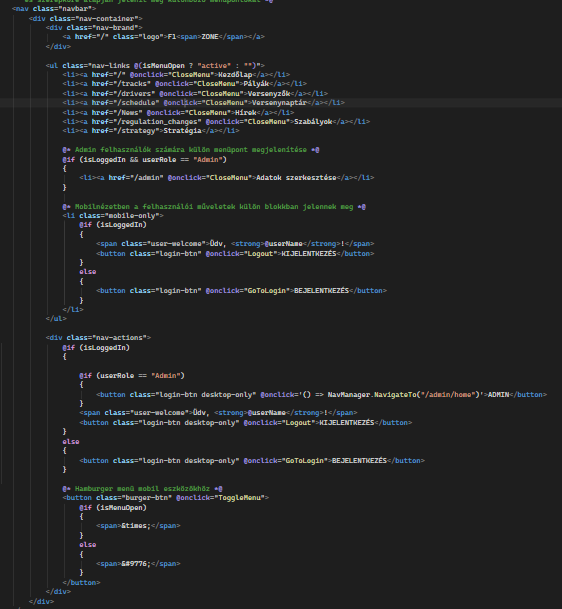 és szerepköre alapján jelenít meg különböző menüpontokat *@
<nav class="navbar">
<div class="nav-container">
<div class="nav-brand">
<a href="/" class="logo">F1<span>ZONE</span></a>
</div>
<ul class="nav-links @(isMenuOpen ? "active" : "")">
<li><a href="/" @onclick="CloseMenu">Kezdőlap</a></li>
<li><a href="/tracks" @onclick="CloseMenu">Pályák</a></li>
<li><a href="/drivers" @onclick="CloseMenu">Versenyzők</a></li>
<li><a href="/schedule" @onclick="CloseMenu">Versenynaptár</a></li>
<li><a href="/News" @onclick="CloseMenu">Hírek</a></li>
<li><a href="/regulation_changes" @onclick="CloseMenu">Szabályok</a></li>
<li><a href="/strategy">Stratégia</a></li>
@* Admin felhasználók számára külön menüpont megjelenítése *@
@if (isLoggedIn && userRole == "Admin")
{
<li><a href="/admin" @onclick="CloseMenu">Adatok szerkesztése</a></li>
}
@* Mobilnézetben a felhasználói műveletek külön blokkban jelennek meg *@
<li class="mobile-only">
@if (isLoggedIn)
{
<span class="user-welcome">Üdv, <strong>@userName</strong>!</span>
<button class="login-btn" @onclick="Logout">KIJELENTKEZÉS</button>
}
else
{
<button class="login-btn" @onclick="GoToLogin">BEJELENTKEZÉS</button>
}
</li>
</ul>
<div class="nav-actions">
@if (isLoggedIn)
{
@if (userRole == "Admin")
{
<button class="login-btn desktop-only" @onclick='() => NavManager.NavigateTo("/admin/home")'>ADMIN</button>
}
<span class="user-welcome">Üdv, <strong>@userName</strong>!</span>
<button class="login-btn desktop-only" @onclick="Logout">KIJELENTKEZÉS</button>
}
else
{
<button class="login-btn desktop-only" @onclick="GoToLogin">BEJELENTKEZÉS</button>
}
@* Hamburger menü mobil eszközökhöz *@
<button class="burger-btn" @onclick="ToggleMenu">
@if (isMenuOpen)
{
<span>&times;</span>
}
else
{
<span>&#9776;</span>
}
</button>
</div>
</div>